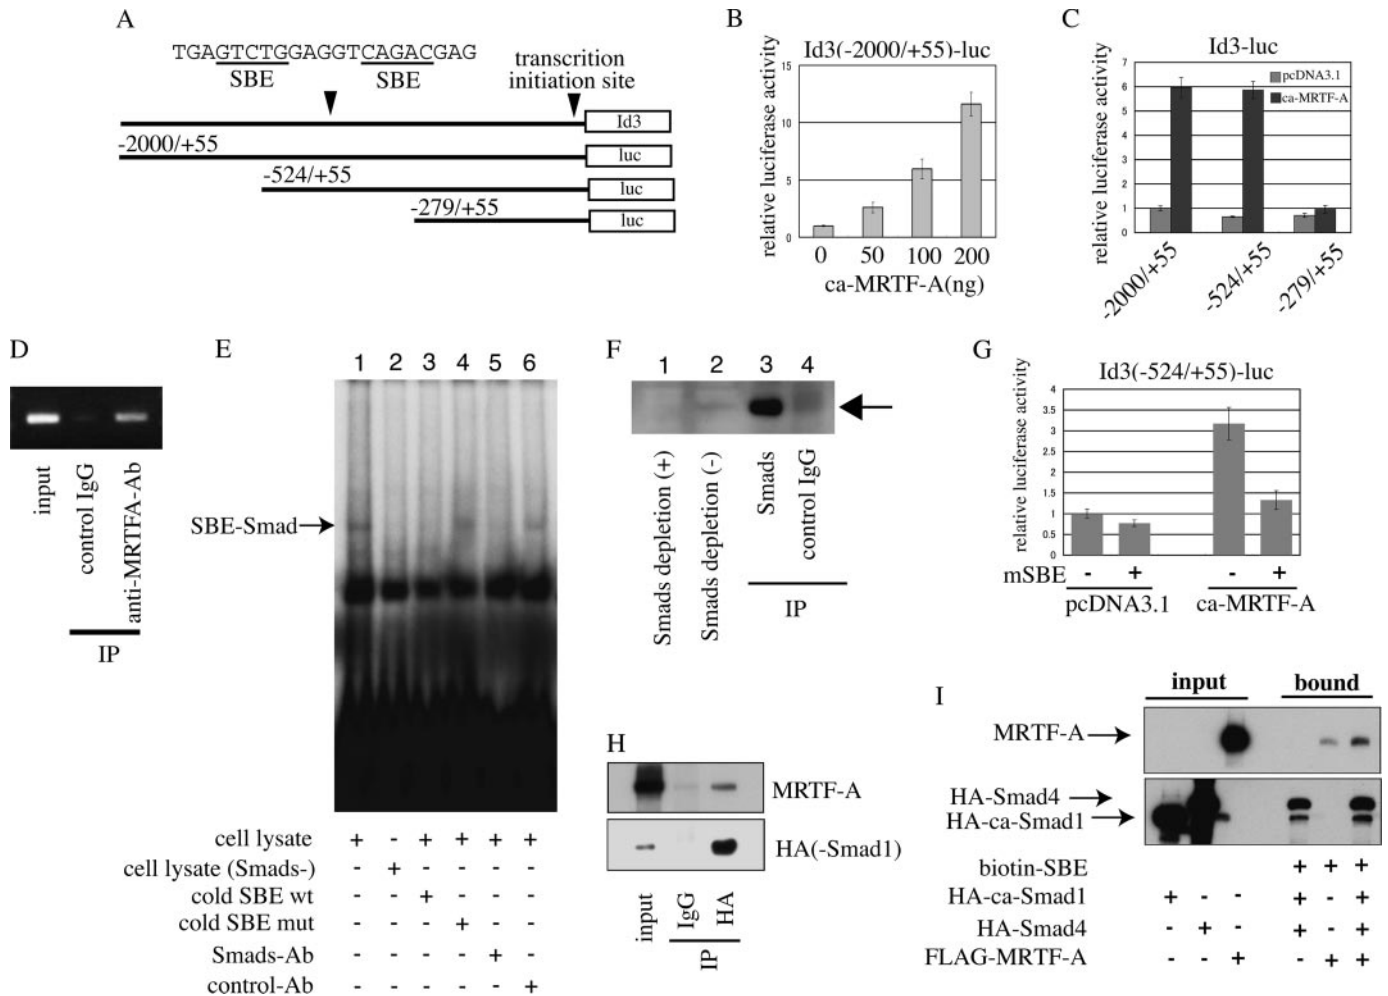 A
TGAGTCTGGAGGTCAGACGAG
SBE
SBE
transcrition
initiation site
Id3
-2000/+55
luc
-524/+55
luc
-279/+55
luc
B
Id3(-2000/+55)-luc
relative luciferase activity
15
10
5
0
0 50 100 200
ca-MRTF-A(ng)
C
Id3-luc
relative luciferase activity
7
6
5
4
3
2
1
0
pcDNA3.1
ca-MRTF-A
-2000/+55
-524/+55
-279/+55
D
input
control IgG
anti-MRTFA-Ab
IP
E
1 2 3 4 5 6
SBE-Smad
cell lysate + - + + + +
cell lysate (Smads-) - + - - - -
cold SBE wt - - + - - -
cold SBE mut - - - + - -
Smads-Ab - - - - + -
control-Ab - - - - - +
F
1 2 3 4
Smads depletion (+)
Smads depletion (-)
Smads
control IgG
IP
G
Id3(-524/+55)-luc
relative luciferase activity
4
3.5
3
2.5
2
1.5
1
0.5
0
mSBE - + - +
pcDNA3.1 ca-MRTF-A
H
MRTF-A
HA(-Smad1)
input
IgG
HA
IP
I
input bound
MRTF-A
HA-Smad4
HA-ca-Smad1
biotin-SBE + + +
HA-ca-Smad1 + - - + - +
HA-Smad4 - + - + - +
FLAG-MRTF-A - - + - + +